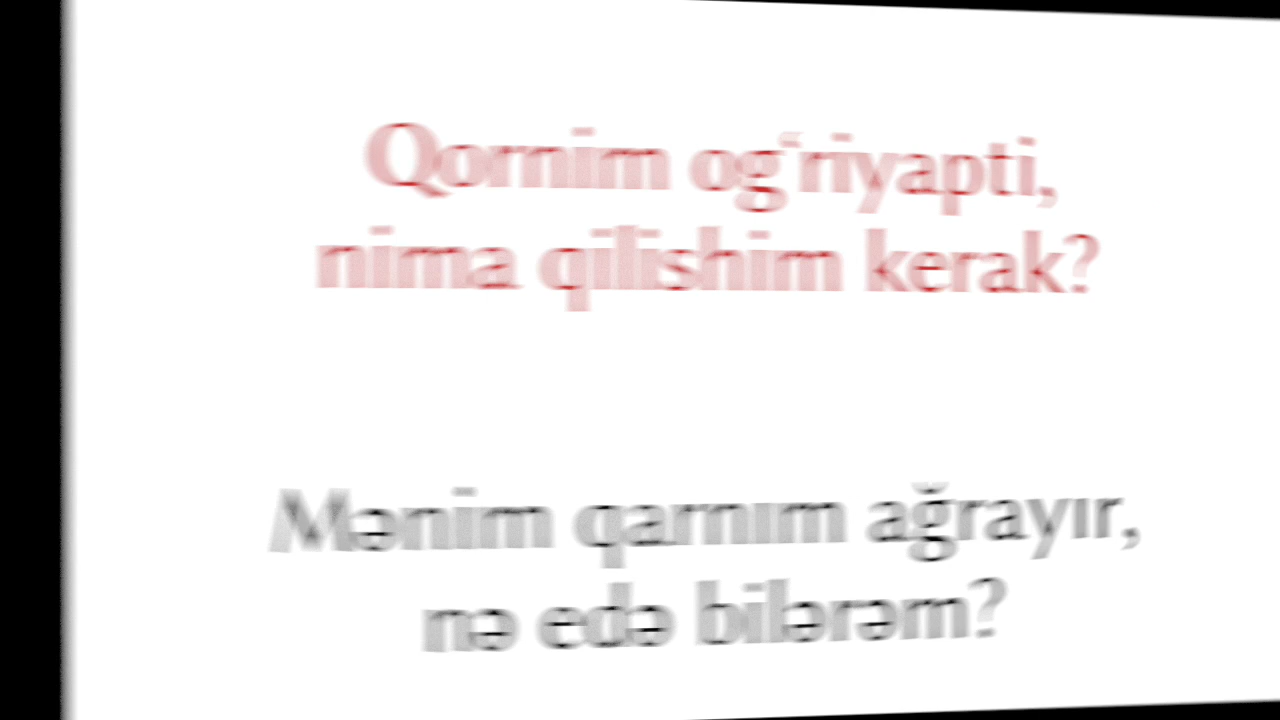 Qornim og‘riyapti,
nima qilishim kerak?
Mənim qarnım ağrayır,
nə edə bilərəm?